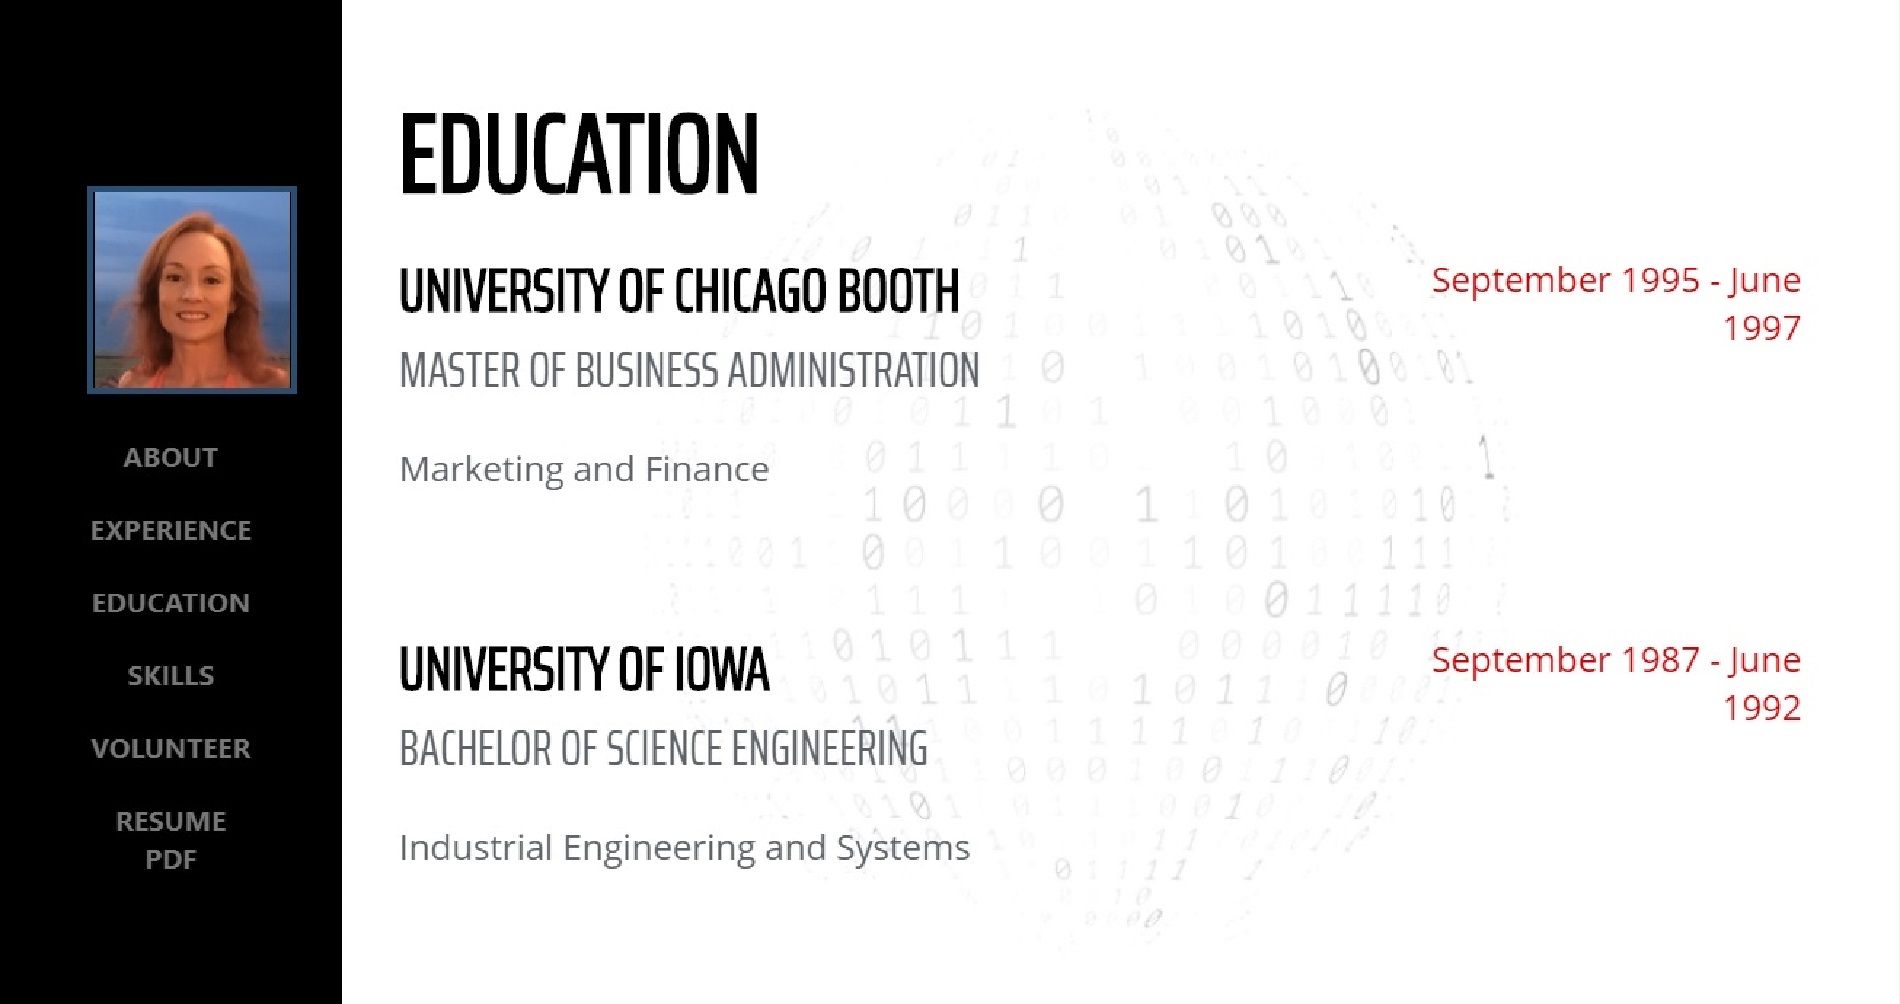 ABOUT
EXPERIENCE
EDUCATION
SKILLS
VOLUNTEER
RESUME
PDF
EDUCATION
UNIVERSITY OF CHICAGO BOOTH
September 1995 - June
1997
MASTER OF BUSINESS ADMINISTRATION
Marketing and Finance
UNIVERSITY OF IOWA
September 1987 - June
1992
BACHELOR OF SCIENCE ENGINEERING
Industrial Engineering and Systems